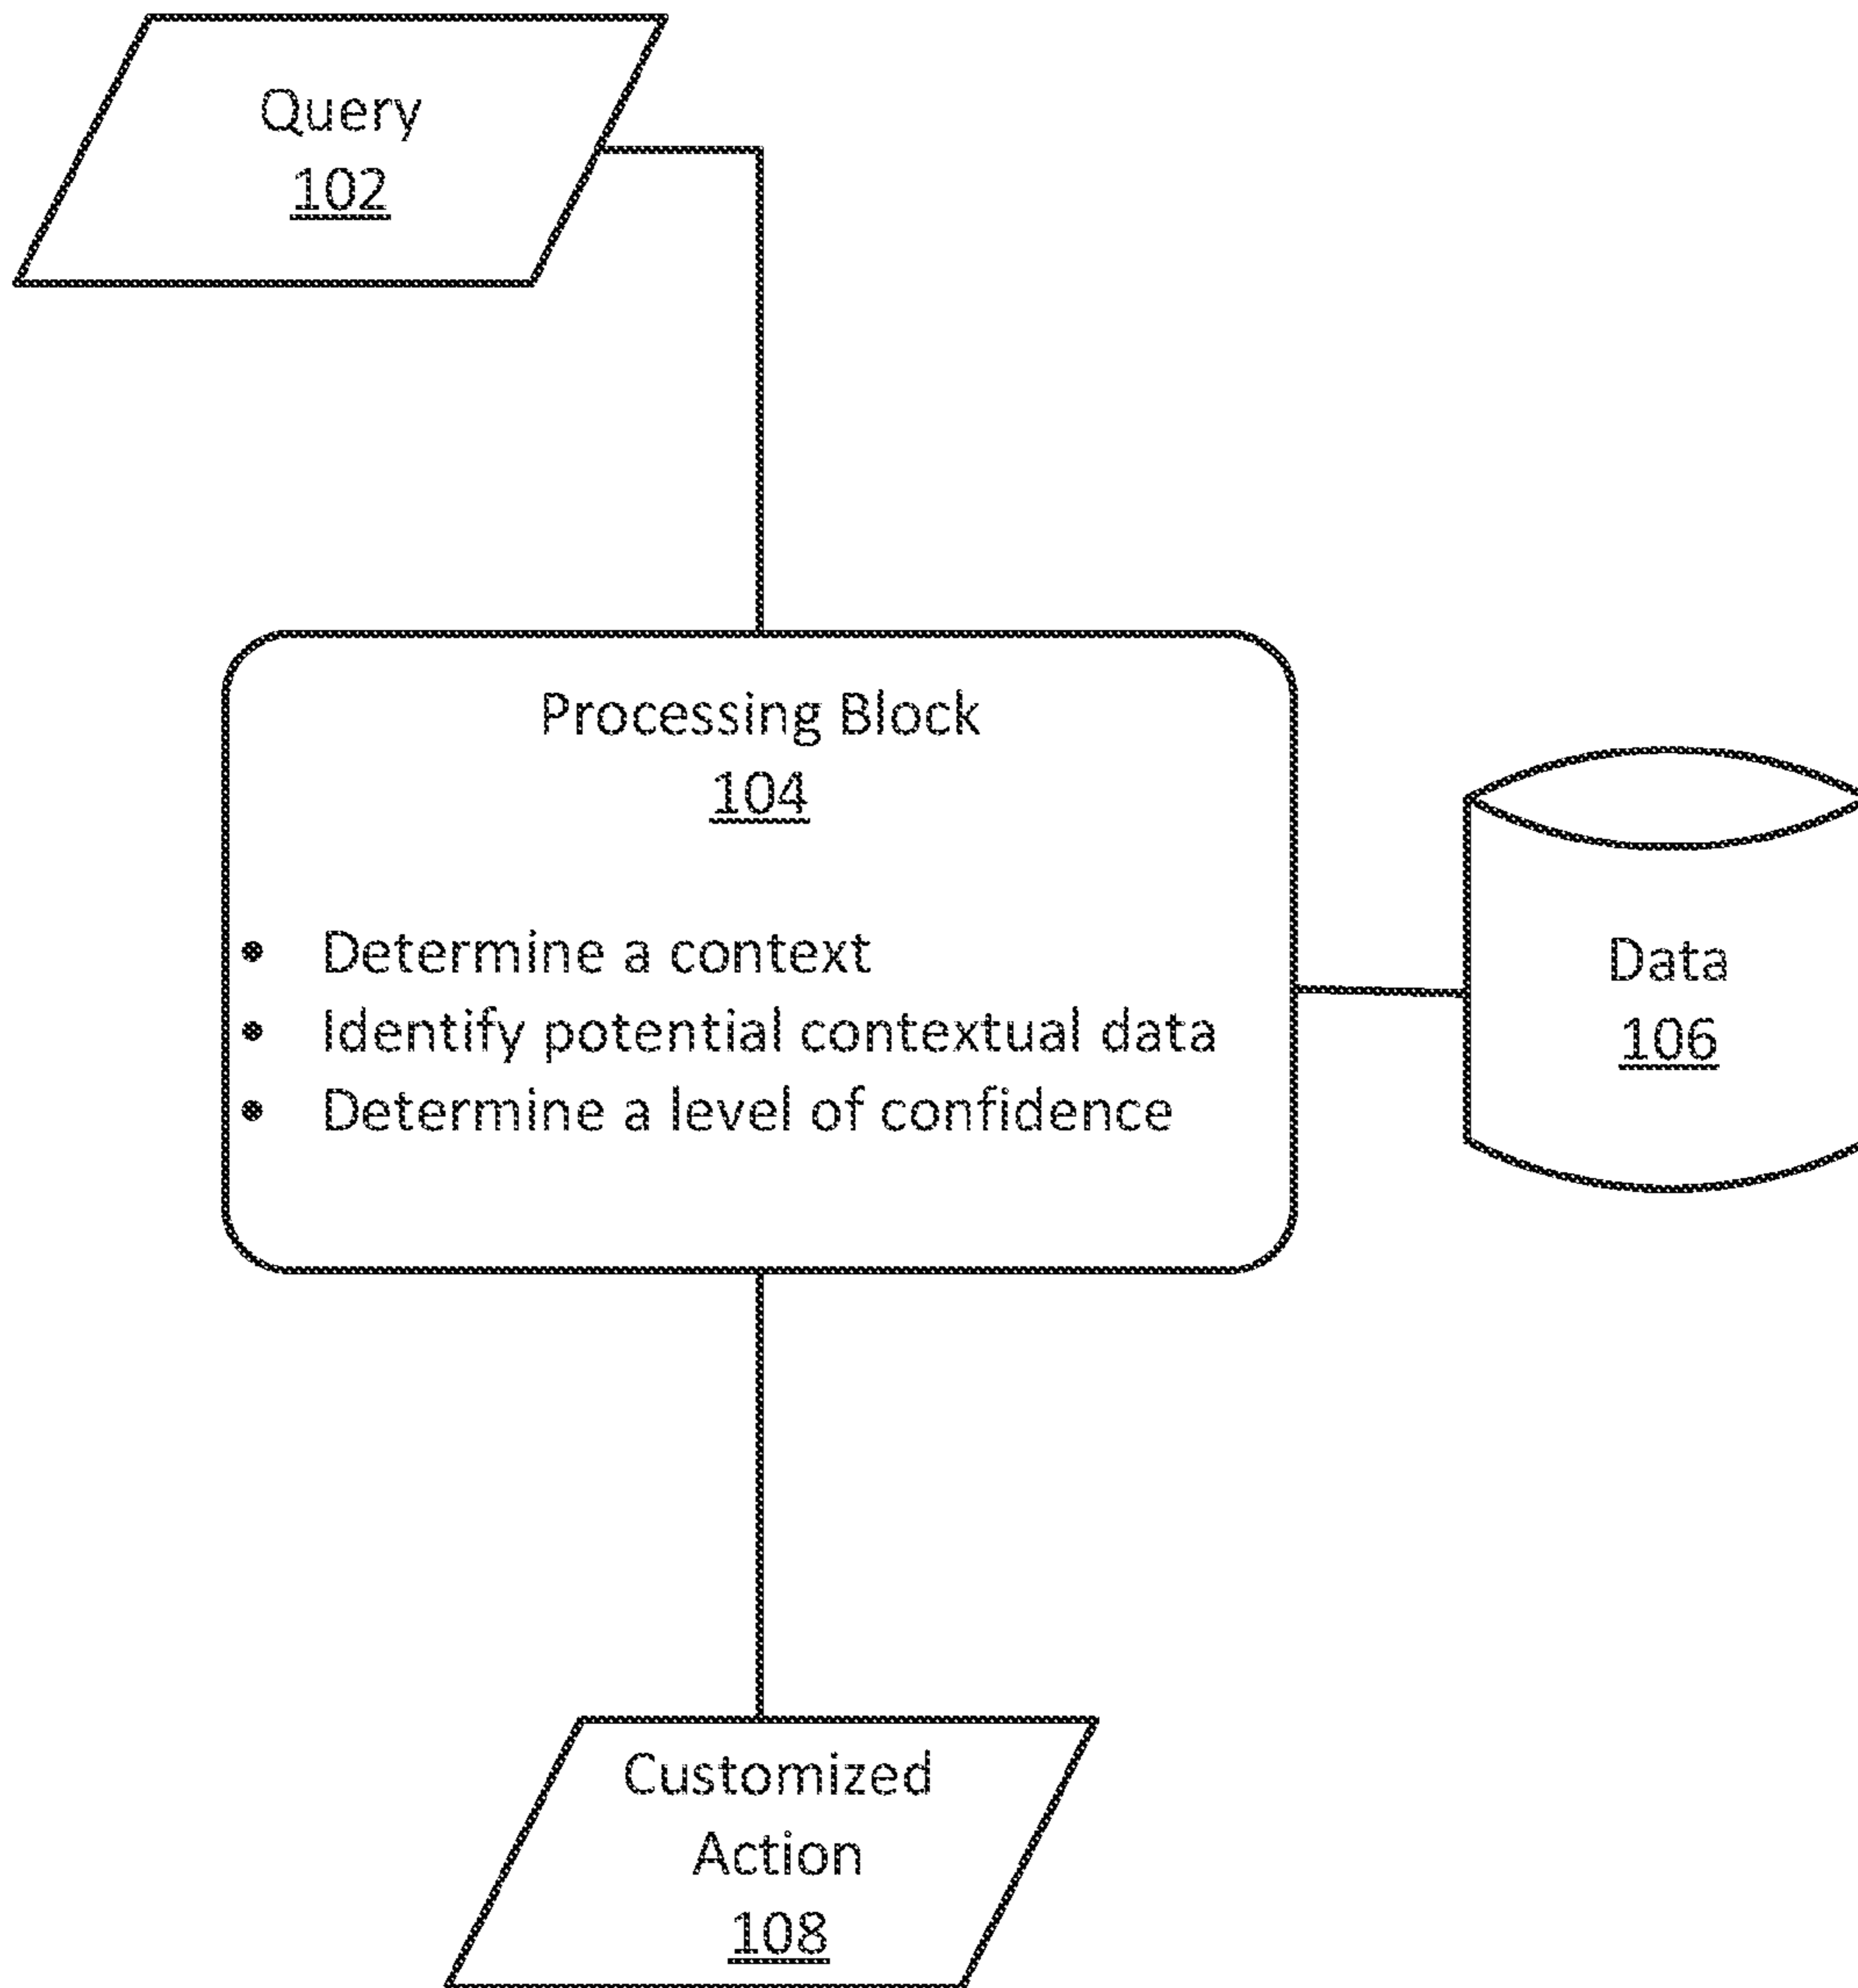 Query
102
Processing Block
104
• Determine a context
• Identify potential contextual data
• Determine a level of confidence
Data
106
Customized
Action
108